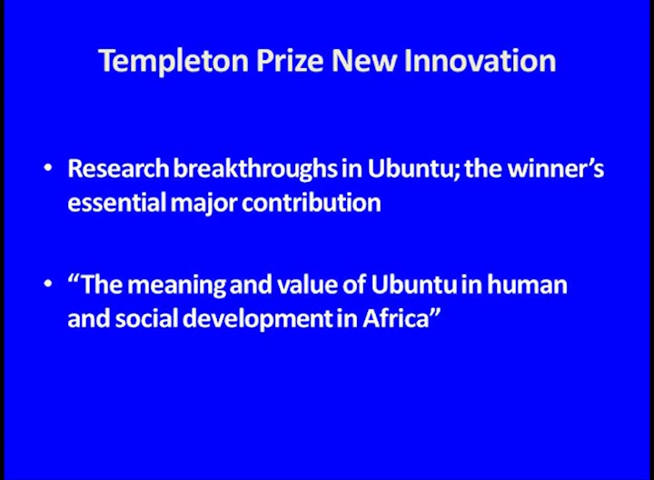 Templeton Prize New Innovation
• Research breakthroughs in Ubuntu; the winner’s
essential major contribution
• “The meaning and value of Ubuntu in human
and social development in Africa”